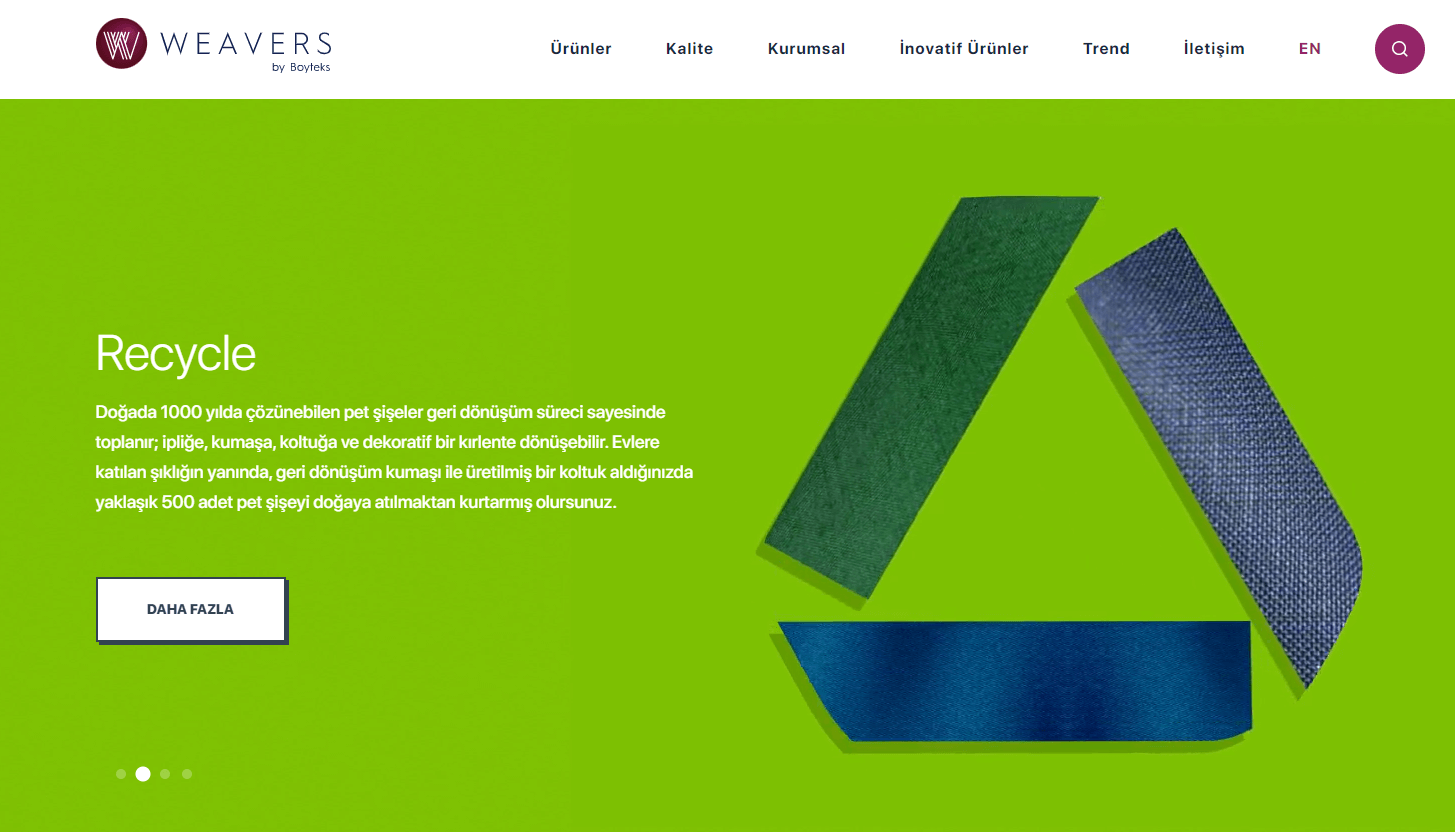 WEAVERS
by Boyteks
Ürünler Kalite Kurumsal İnovatif Ürünler Trend İletişim EN
Recycle
Doğada 1000 yılda çözünebilen pet şişeler geri dönüşüm süreci sayesinde
toplanır; ipliğe, kumaşa, koltuğa ve dekoratif bir kırlente dönüşebilir. Evlere
katılan şıklığın yanında, geri dönüşüm kumaşı ile üretilmiş bir koltuk aldığınızda
yaklaşık 500 adet pet şişeyi doğaya atılmaktan kurtarmış olursunuz.
DAHA FAZLA